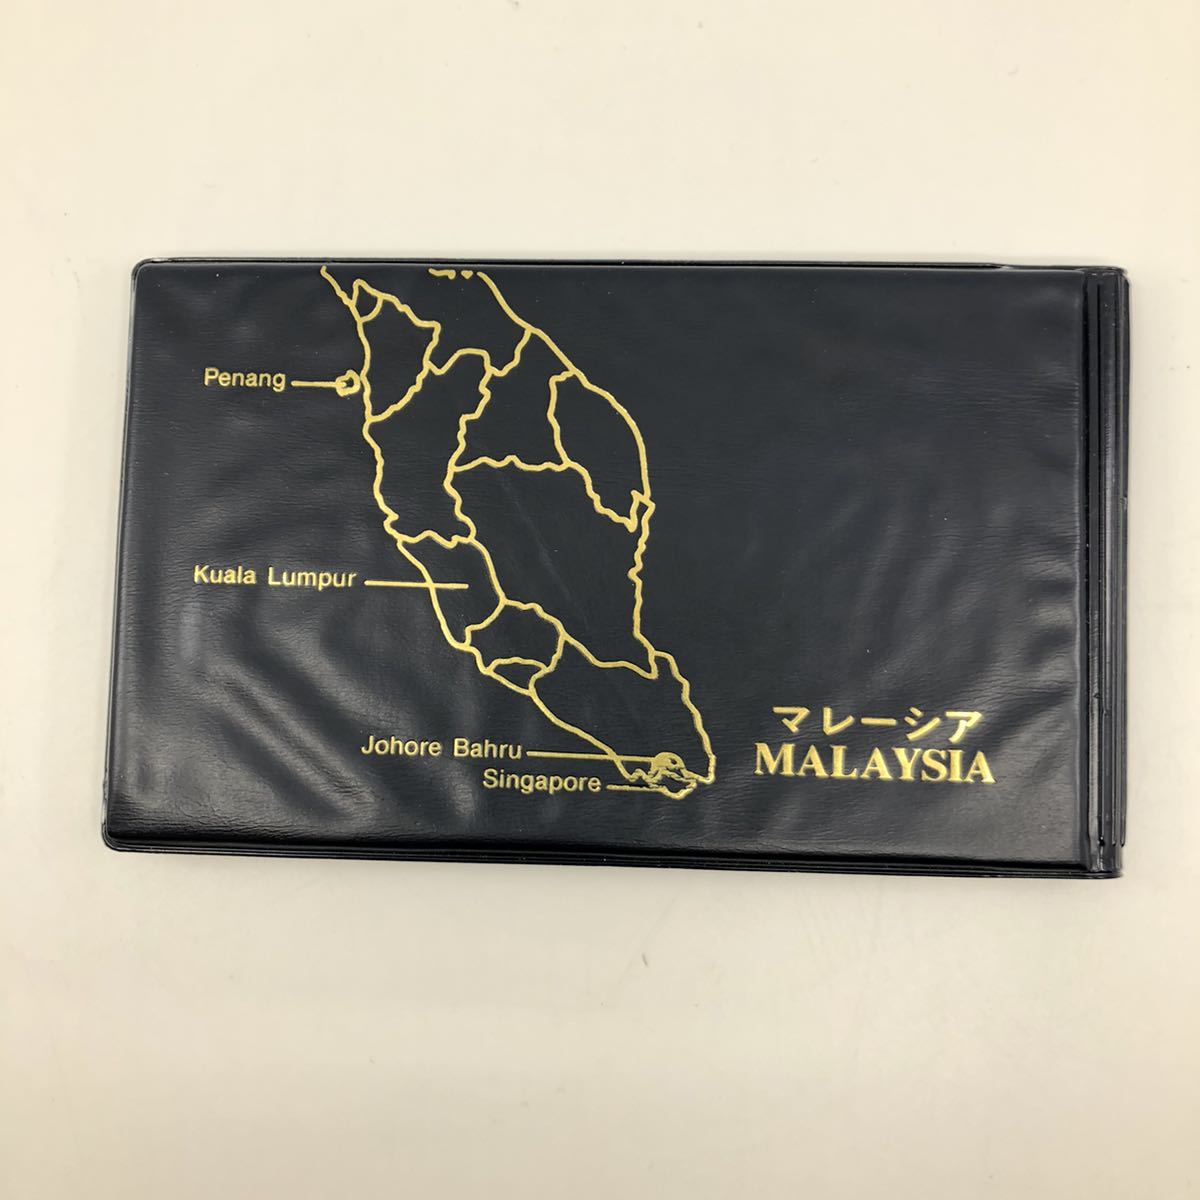 Penang
Kuala Lumpur
Johore Bahru
Singapore
マレーシア
MALAYSIA